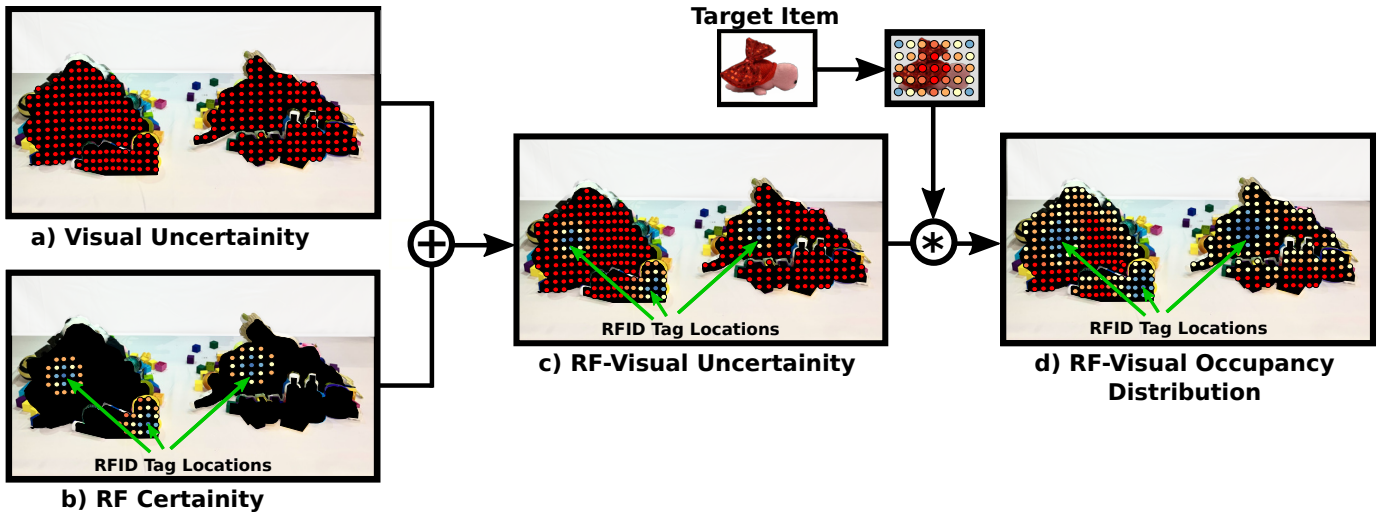 Target Item
a) Visual Uncertainity
+
*
RFID Tag Locations
b) RF Certainity
RFID Tag Locations
c) RF-Visual Uncertainity
RFID Tag Locations
d) RF-Visual Occupancy
Distribution